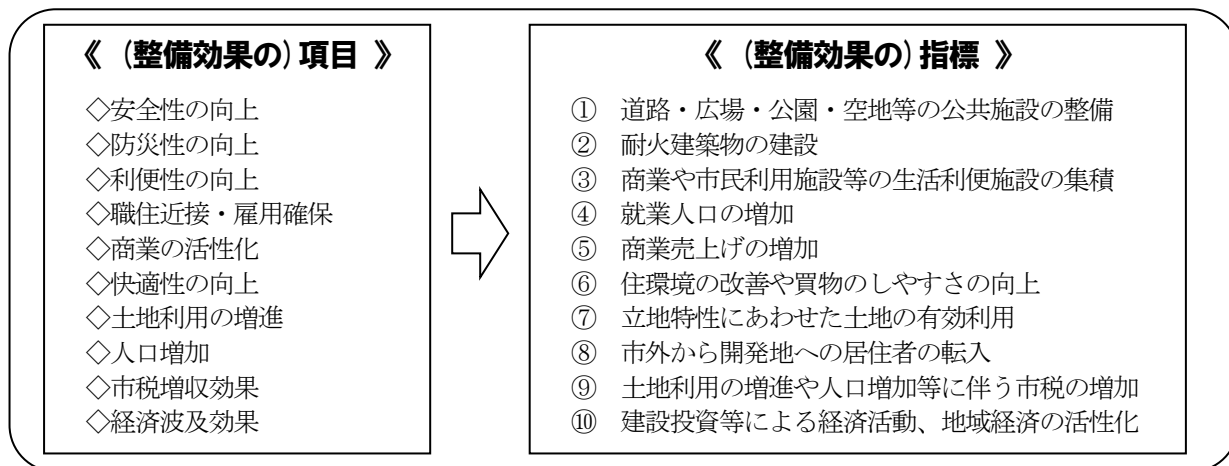 《 (整備効果の) 項目 》
◇安全性の向上
◇防災性の向上
◇利便性の向上
◇職住近接・雇用確保
◇商業の活性化
◇快適性の向上
◇土地利用の増進
◇人口増加
◇市税増収効果
◇経済波及効果
《 (整備効果の) 指標 》
① 道路・広場・公園・空地等の公共施設の整備
② 耐火建築物の建設
③ 商業や市民利用施設等の生活利便施設の集積
④ 就業人口の増加
⑤ 商業売上げの増加
⑥ 住環境の改善や買物のしやすさの向上
⑦ 立地特性にあわせた土地の有効利用
⑧ 市外から開発地への居住者の転入
⑨ 土地利用の増進や人口増加等に伴う市税の増加
⑩ 建設投資等による経済活動、地域経済の活性化